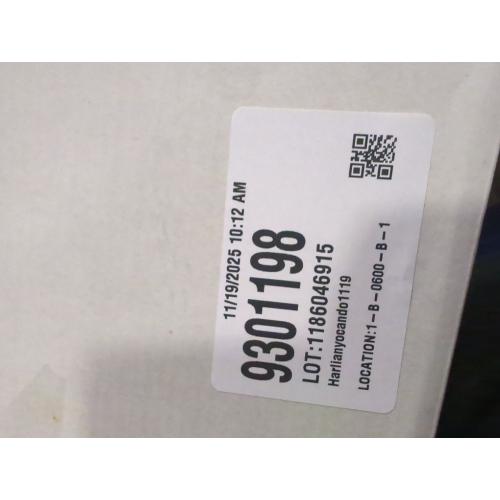 11/19/2025 10:12 AM
9301198
LOT:1186046915
Harlianyocando1119
LOCATION:1-B-0600-B-1